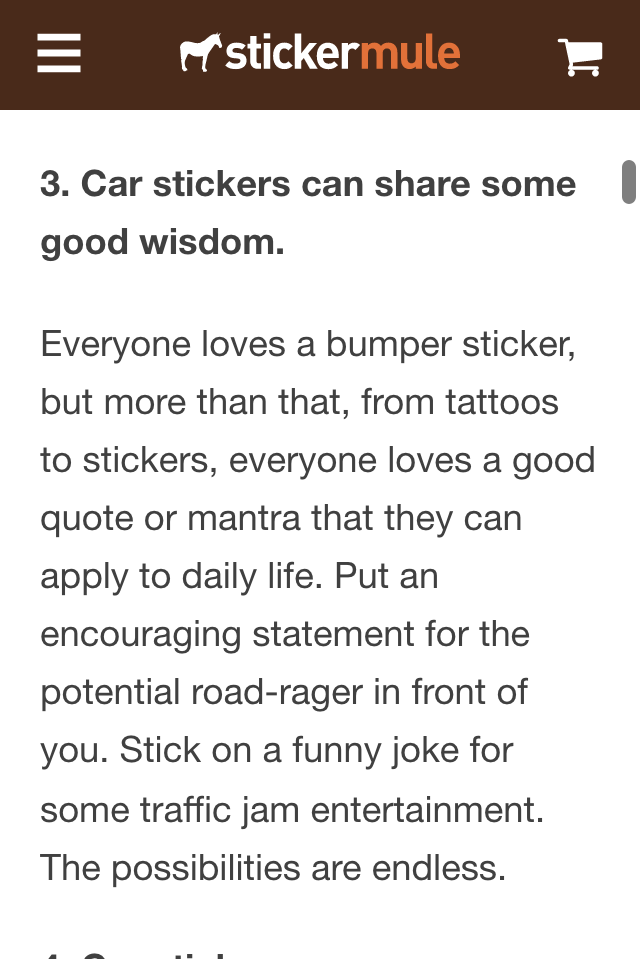 stickermule
3. Car stickers can share some
good wisdom.
Everyone loves a bumper sticker,
but more than that, from tattoos
to stickers, everyone loves a good
quote or mantra that they can
apply to daily life. Put an
encouraging statement for the
potential road-rager in front of
you. Stick on a funny joke for
some traffic jam entertainment.
The possibilities are endless.